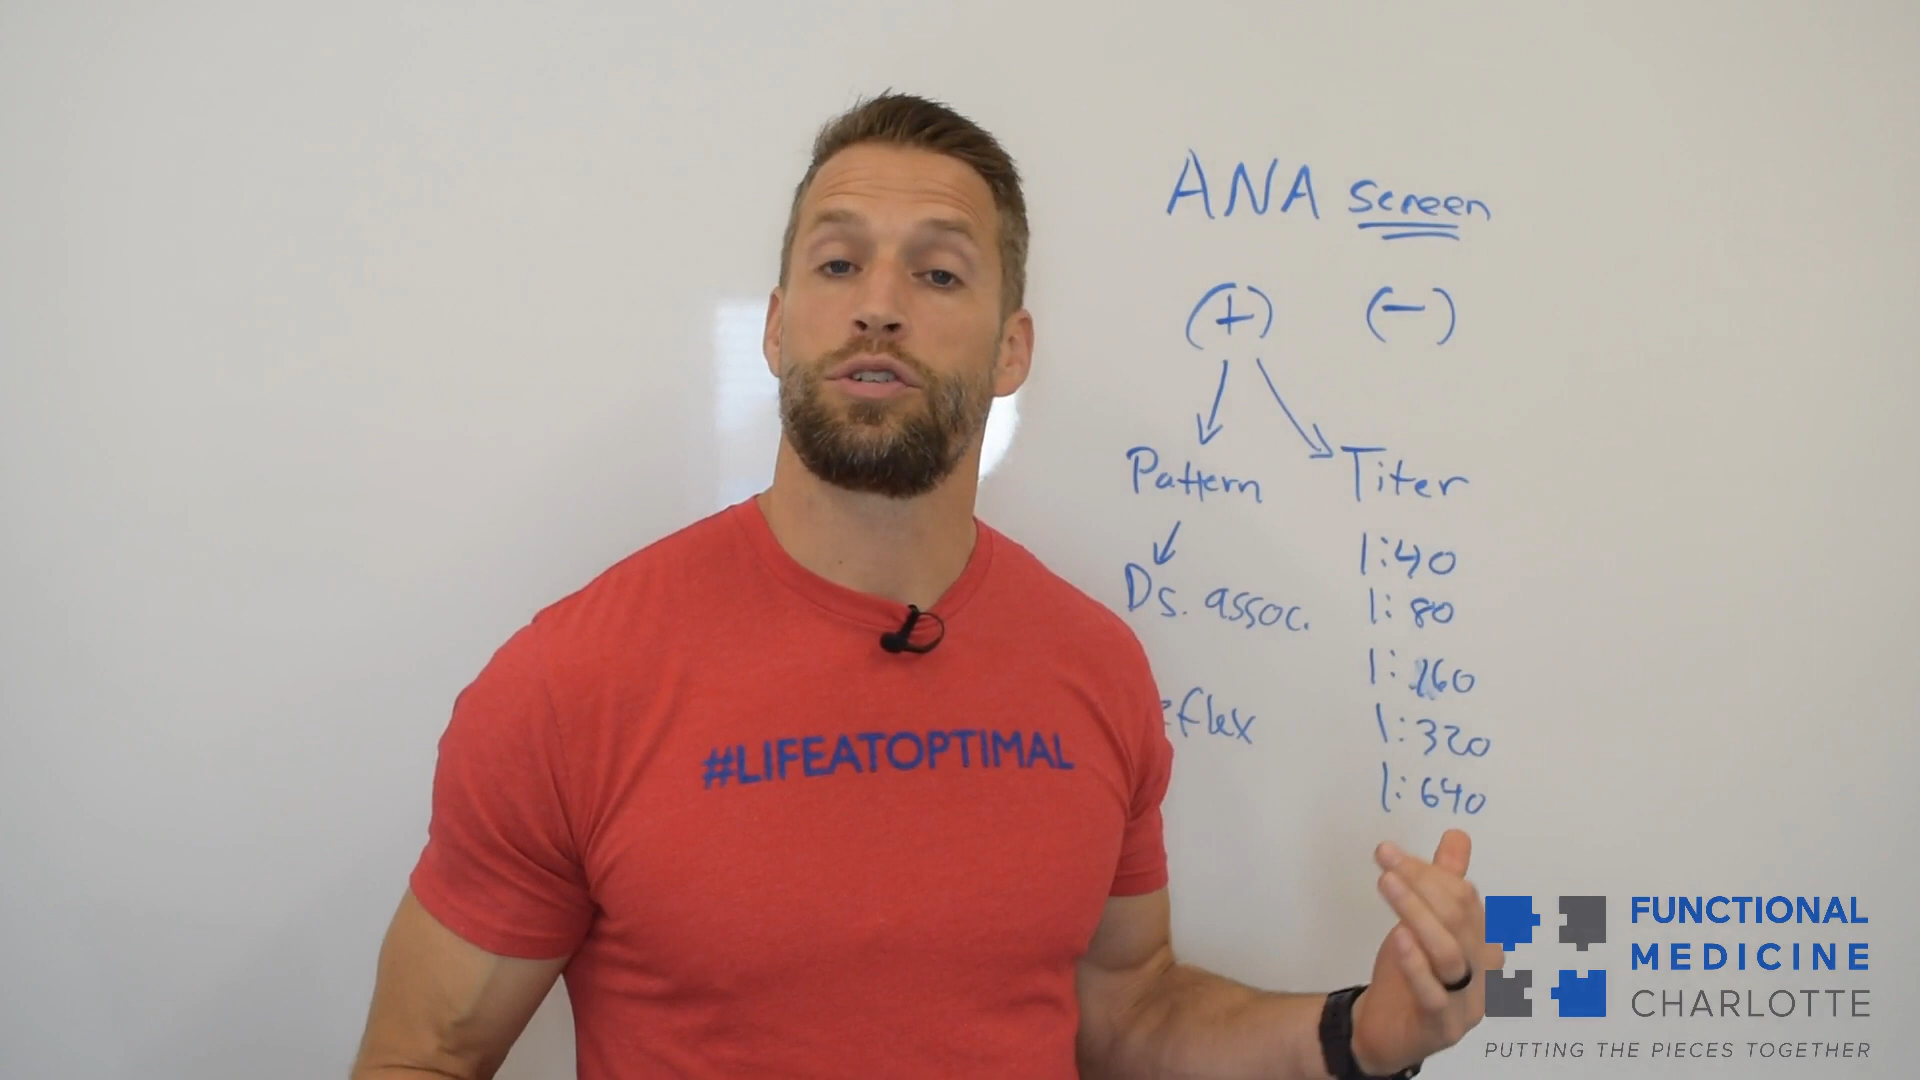 ANA Screen
(+) (-)
Pattern Titer
Ds. assoc.
1:40
1:80
1:160
1:320
1:640
#LIFEATOPTIMAL
FUNCTIONAL
MEDICINE
CHARLOTTE
PUTTING THE PIECES TOGETHER